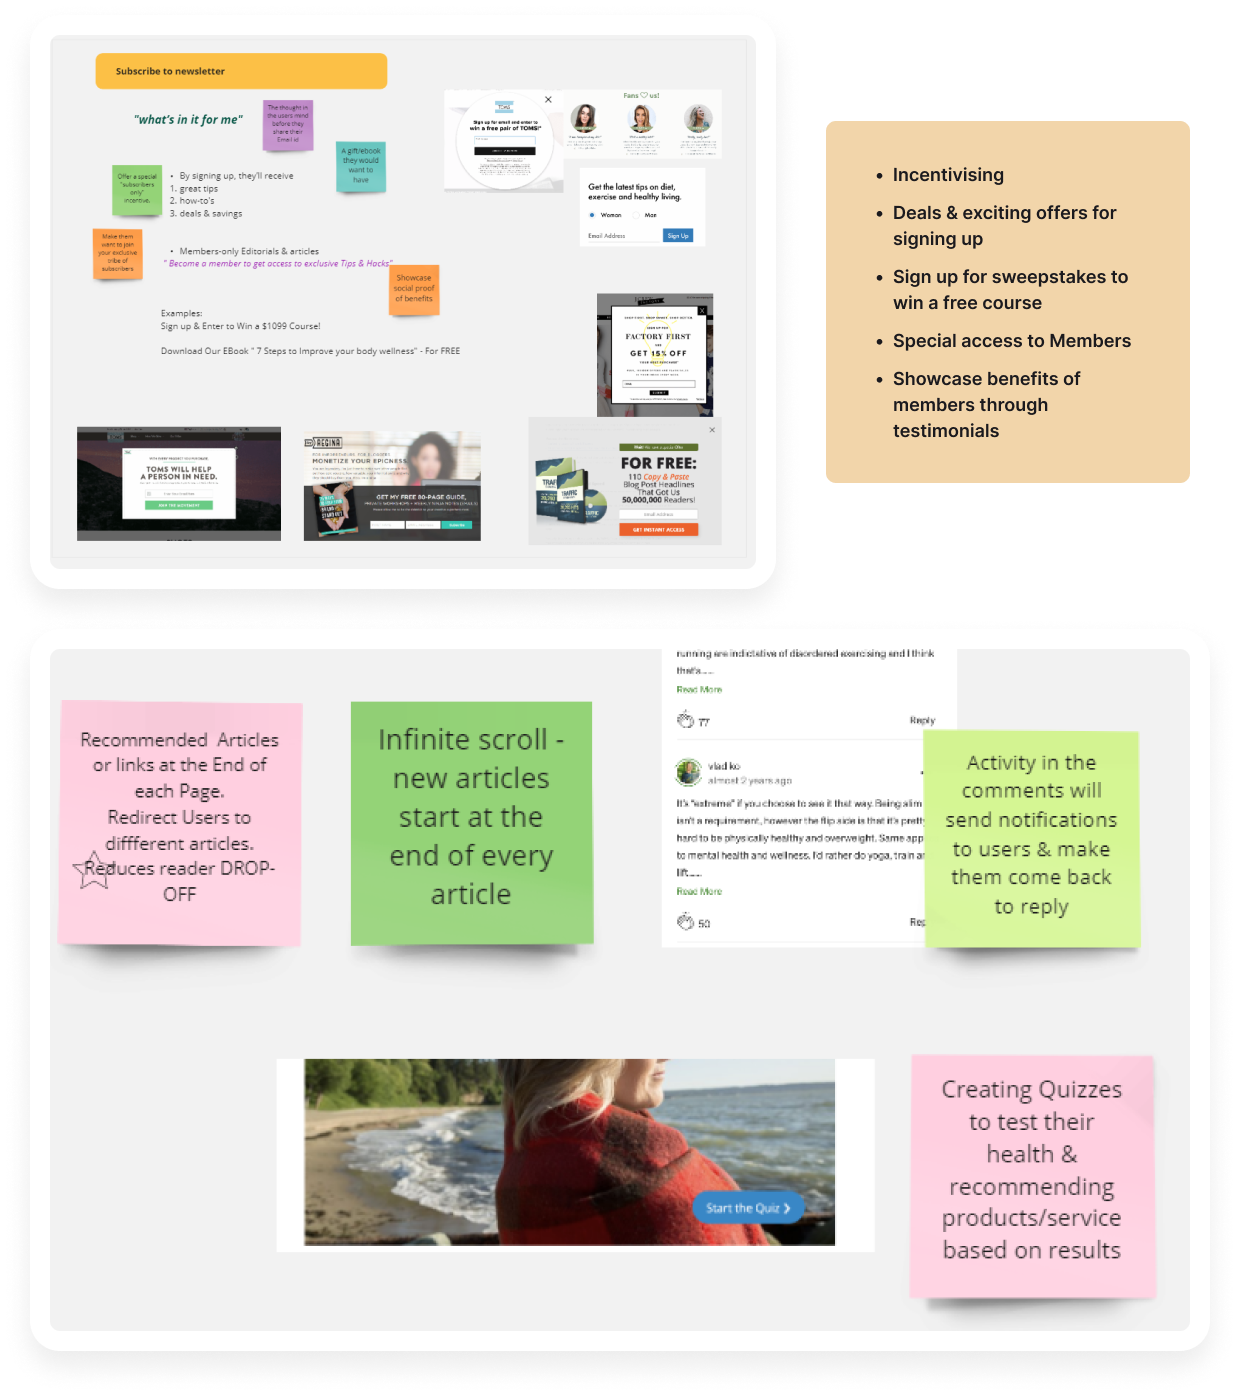 Subscribe to newsletter
"what's in it for me"
The thought in
the users mind
before they
share their
Email id
A gift/ebook
they would
want to
have
Offer a special
"subscribers
only"
incentive.
• By signing up, they'll receive
1. great tips
2. how-to's
3. deals & savings
Make them
want to join
your exclusive
tribe of
subscribers
• Members-only Editorials & articles
" Become a member to get access to exclusive Tips & Hacks"
Showcase
social proof
of benefits
Examples:
Sign up & Enter to Win a $1099 Course!
Download Our EBook " 7 Steps to Improve your body wellness" - For FREE
TOMS
Sign up for email and enter to
win a free pair of TOMS!*
Fans us!
Get the latest tips on diet,
exercise and healthy living.
Woman Man
Email Address Sign Up
SIGN UP FOR
FACTORY FIRST
AND
GET 15% OFF
TOMS WILL HELP
A PERSON IN NEED.
JOIN THE MOVEMENT
REGINA
MONETIZE YOUR EPICNESS
GET MY FREE 80-PAGE GUIDE,
FOR FREE:
110 Copy & Paste
Blog Post Headlines
That Got Us
50,000,000 Readers!
Email Address
GET INSTANT ACCESS
TRAFFIC
• Incentivising
• Deals & exciting offers for
signing up
• Sign up for sweepstakes to
win a free course
• Special access to Members
• Showcase benefits of
members through
testimonials
Recommended Articles
or links at the End of
each Page.
Redirect Users to
diffferent articles.
Reduces reader DROP-
OFF
Infinite scroll -
new articles
start at the
end of every
article
running are indictative of disordered exercising and I think
that's......
Read More
77 Reply
vlad ko
almost 2 years ago
It's "extreme" if you choose to see it that way. Being slim
isn't a requirement, however the flip side is that it's prett
hard to be physically healthy and overweight. Same app
to mental health and wellness. I'd rather do yoga, train a
lift......
Read More
50 Rep
Activity in the
comments will
send notifications
to users & make
them come back
to reply
Start the Quiz
Creating Quizzes
to test their
health &
recommending
products/service
based on results